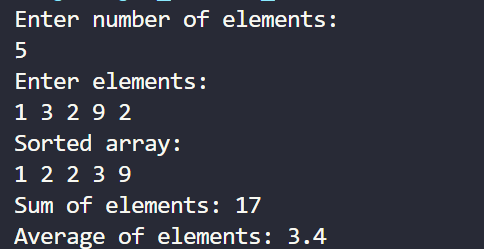 Enter number of elements:
5
Enter elements:
1 3 2 9 2
Sorted array:
1 2 2 3 9
Sum of elements: 17
Average of elements: 3.4